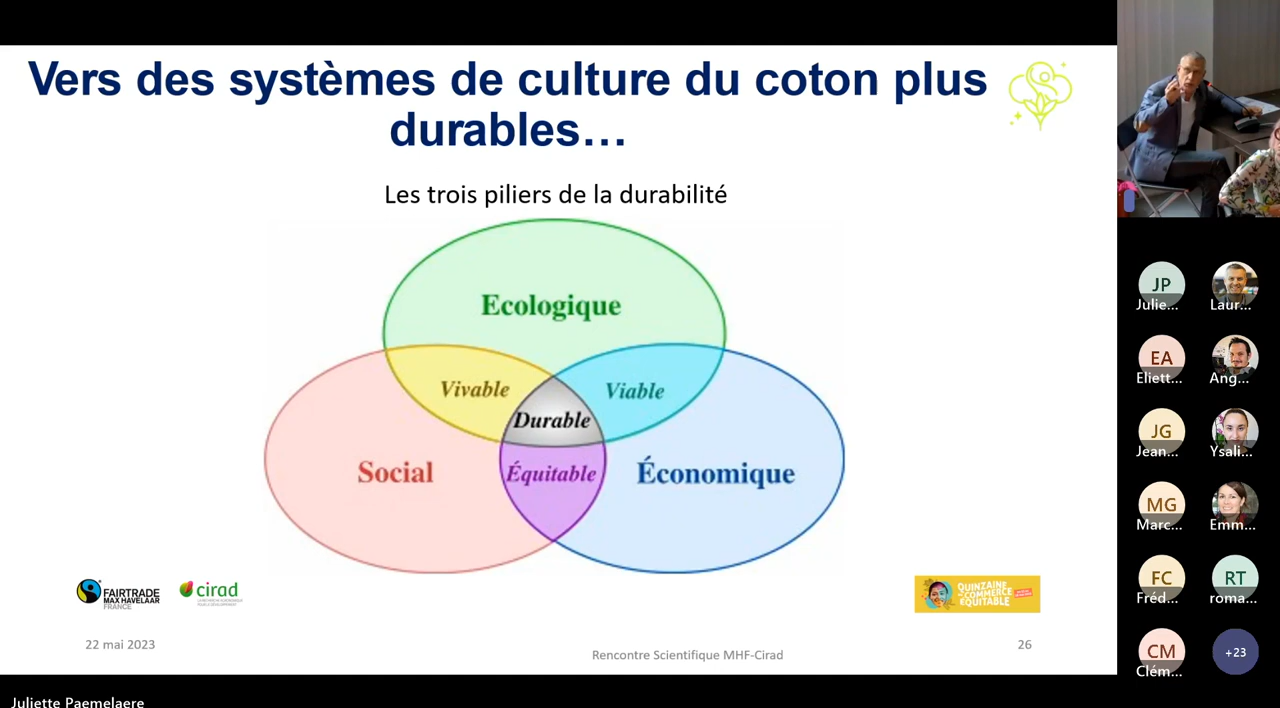 Vers des systèmes de culture du coton plus
durables…
Les trois piliers de la durabilité
Ecologique
Vivable
Viable
Durable
Social
Équitable
Économique
FAIRTRADE
MAX HAVELAAR
FRANCE
cirad
QUINZAINE
COMMERCE
EQUITABLE
22 mai 2023
Rencontre Scientifique MHF-Cirad
26
JP
Julie...
Laur...
EA
Eliett...
Ang...
JG
Jean...
Ysali...
MG
Marc...
Emm...
FC
Fréd...
RT
roma...
CM
Clém...
+23
Juliette Paemelaere